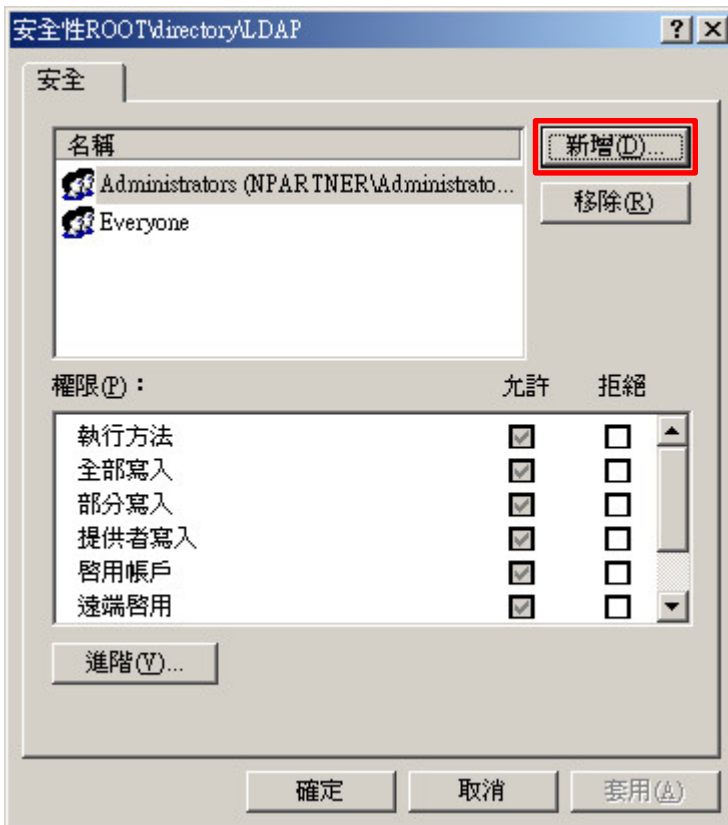 安全性ROOT\directory\LDAP
安全
名稱
Administrators (NPARTNER\Administrato...
Everyone
新增(D)...
移除(R)
權限(P)：
允許
拒絕
執行方法
全部寫入
部分寫入
提供者寫入
啓用帳戶
遠端啓用
進階(V)...
確定
取消
套用(A)